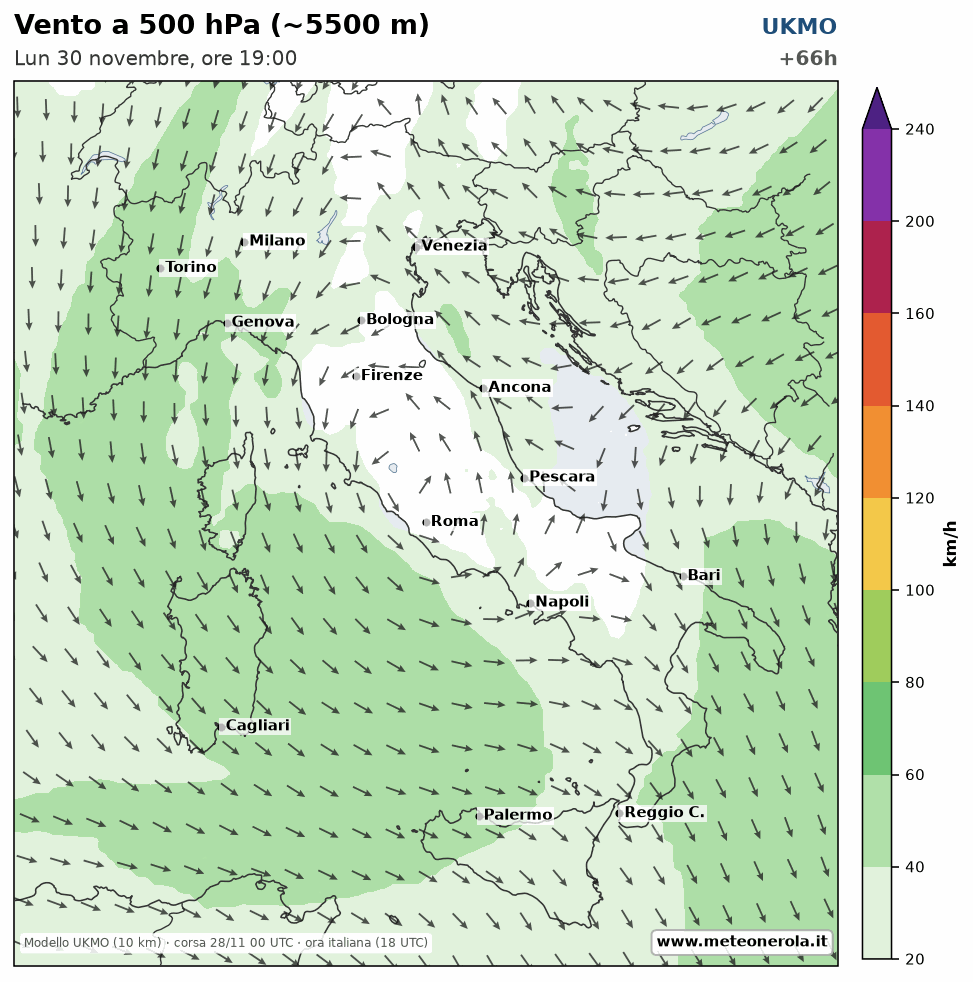 Vento a 500 hPa (~5500 m)
UKMO
Lun 30 novembre, ore 19:00
+66h
Milano
Venezia
Torino
Genova
Bologna
Firenze
Ancona
Pescara
Roma
Bari
Napoli
Cagliari
Palermo
Reggio C.
240
200
160
140
120
100
80
60
40
20
km/h
Modello UKMO (10 km) · corsa 28/11 00 UTC · ora italiana (18 UTC)
www.meteonerola.it